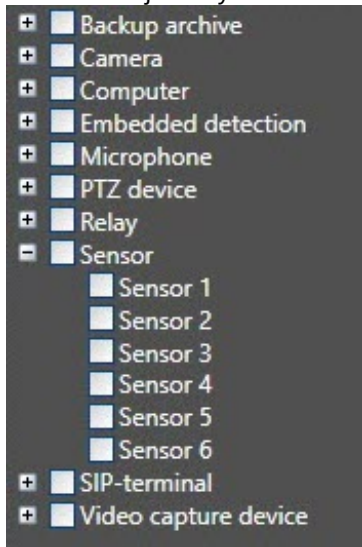 Backup archive
Camera
Computer
Embedded detection
Microphone
PTZ device
Relay
Sensor
Sensor 1
Sensor 2
Sensor 3
Sensor 4
Sensor 5
Sensor 6
SIP-terminal
Video capture device